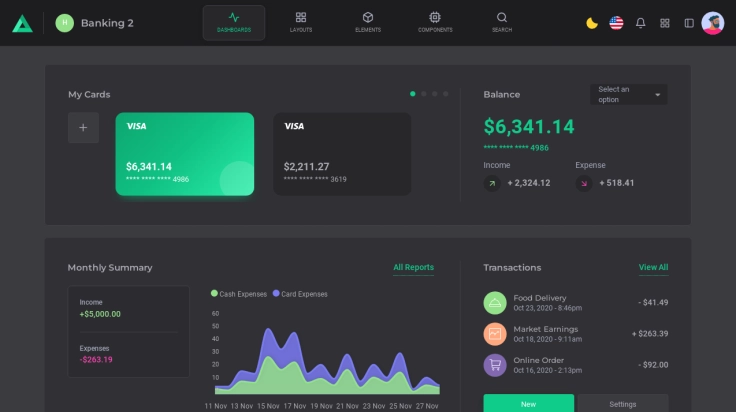 H
Banking 2
DASHBOARDS
LAYOUTS
ELEMENTS
COMPONENTS
SEARCH
My Cards
+
VISA
$6,341.14
**** **** **** 4986
VISA
$2,211.27
**** **** **** 3619
Balance
Select an
option
$6,341.14
**** **** **** 4986
Income
+ 2,324.12
Expense
+ 518.41
Monthly Summary
All Reports
Income
+$5,000.00
Expenses
-$263.19
Cash Expenses
Card Expenses
60
50
40
30
20
10
11 Nov 13 Nov 15 Nov 17 Nov 19 Nov 21 Nov 23 Nov 25 Nov 27 Nov
Transactions
View All
Food Delivery
Oct 23, 2020 - 8:46pm
- $41.49
Market Earnings
Oct 18, 2020 - 9:11am
+ $263.39
Online Order
Oct 16, 2020 - 2:13pm
- $92.00
New
Settings